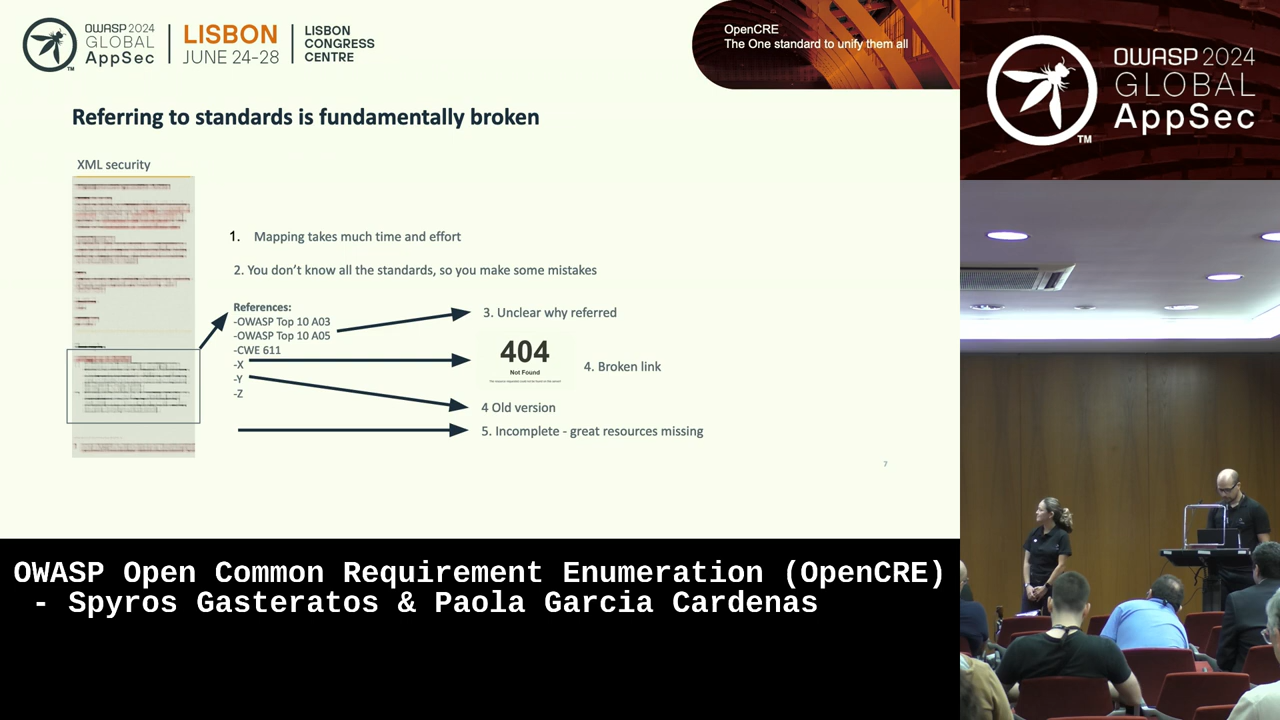 OWASP 2024
GLOBAL
AppSec
TM
LISBON
JUNE 24-28
LISBON
CONGRESS
CENTRE
OpenCRE
The One standard to unify them all
Referring to standards is fundamentally broken
XML security
1. Mapping takes much time and effort
2. You don't know all the standards, so you make some mistakes
References:
-OWASP Top 10 A03
-OWASP Top 10 A05
-CWE 611
-X
-Y
-Z
3. Unclear why referred
404
Not Found
4. Broken link
4 Old version
5. Incomplete - great resources missing
7
OWASP 2024
GLOBAL
AppSec
TM
OWASP Open Common Requirement Enumeration (OpenCRE)
- Spyros Gasteratos & Paola Garcia Cardenas